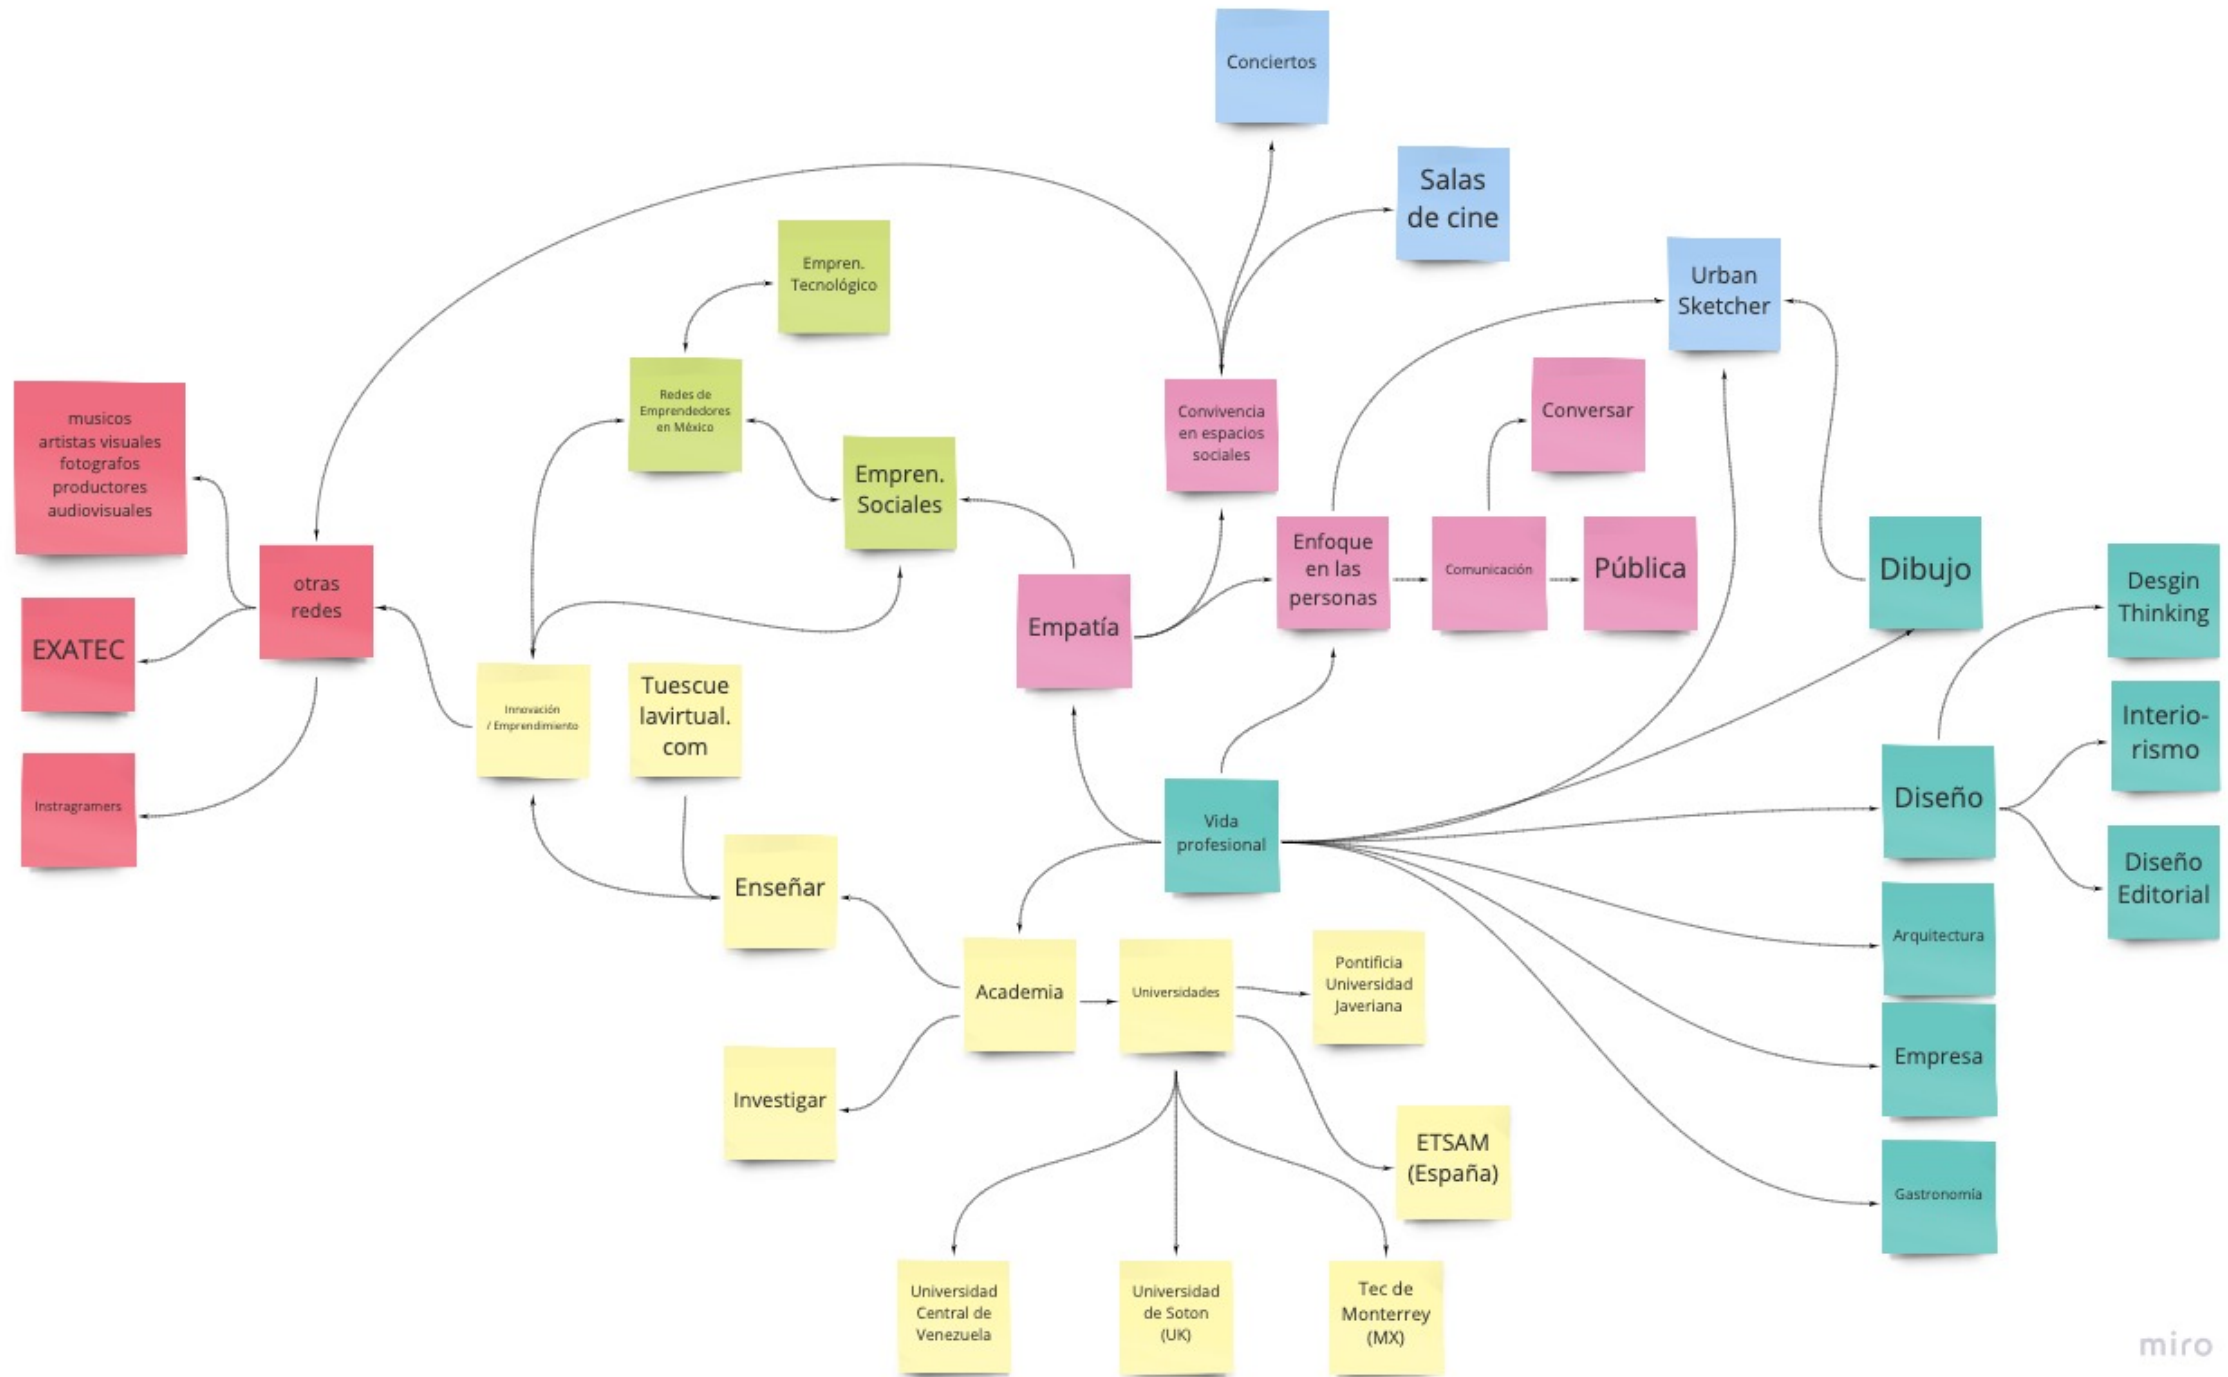 Conciertos
Salas
de cine
Urban
Sketcher
Empren.
Tecnológico
Redes de
Emprendedores
en México
Empren.
Sociales
Convivencia
en espacios
sociales
Conversar
musicos
artistas visuales
fotografos
productores
audiovisuales
otras
redes
EXATEC
Instragramers
Innovación
/ Emprendimiento
Tuescue
lavirtual.
com
Empatía
Enfoque
en las
personas
Comunicación
Pública
Dibujo
Desgin
Thinking
Interio-
rismo
Diseño
Diseño
Editorial
Vida
profesional
Enseñar
Academia
Universidades
Pontificia
Universidad
Javeriana
Arquitectura
Empresa
Investigar
ETSAM
(España)
Gastronomía
Universidad
Central de
Venezuela
Universidad
de Soton
(UK)
Tec de
Monterrey
(MX)
miro